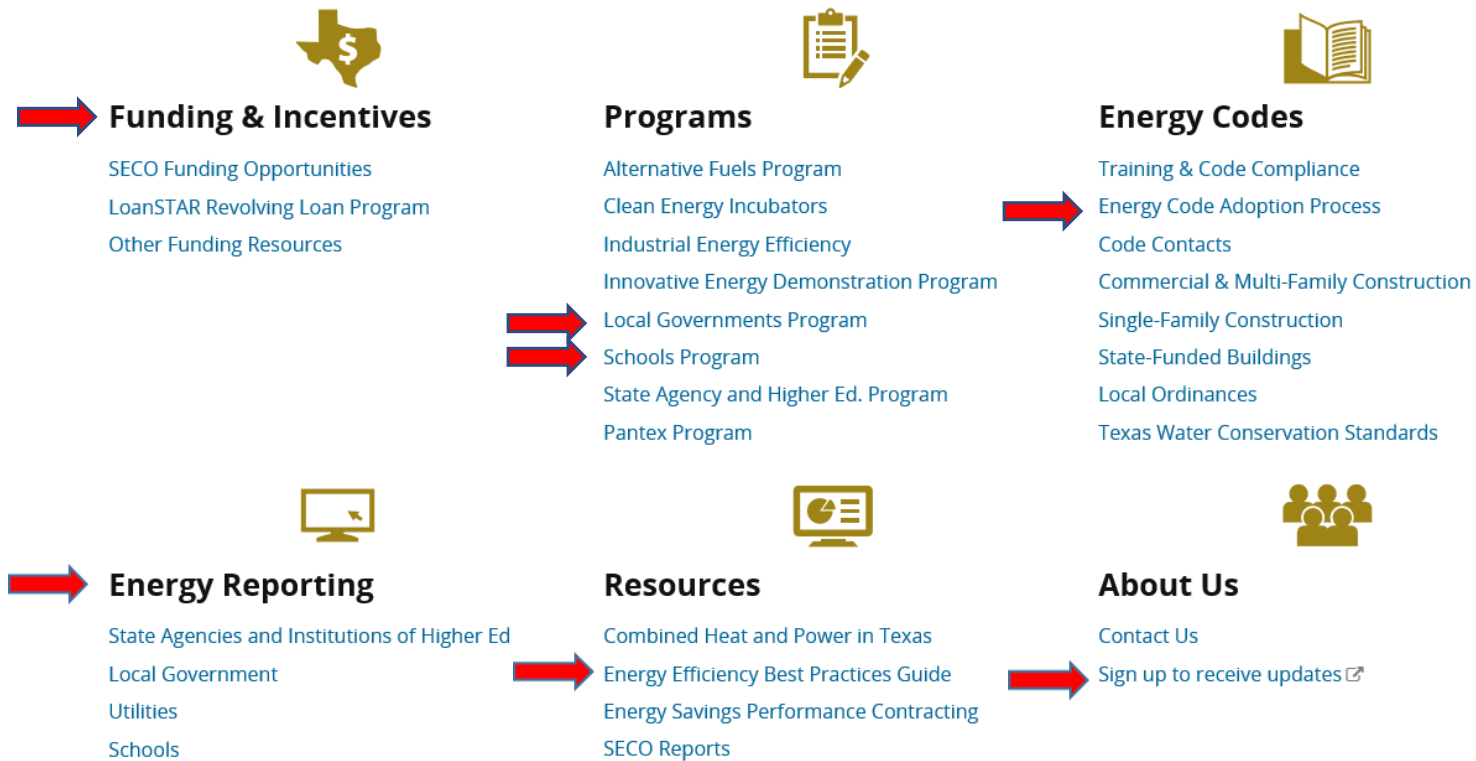 $
Funding & Incentives
SECO Funding Opportunities
LoanSTAR Revolving Loan Program
Other Funding Resources
Programs
Alternative Fuels Program
Clean Energy Incubators
Industrial Energy Efficiency
Innovative Energy Demonstration Program
Local Governments Program
Schools Program
State Agency and Higher Ed. Program
Pantex Program
Energy Codes
Training & Code Compliance
Energy Code Adoption Process
Code Contacts
Commercial & Multi-Family Construction
Single-Family Construction
State-Funded Buildings
Local Ordinances
Texas Water Conservation Standards
Energy Reporting
State Agencies and Institutions of Higher Ed
Local Government
Utilities
Schools
Resources
Combined Heat and Power in Texas
Energy Efficiency Best Practices Guide
Energy Savings Performance Contracting
SECO Reports
About Us
Contact Us
Sign up to receive updates